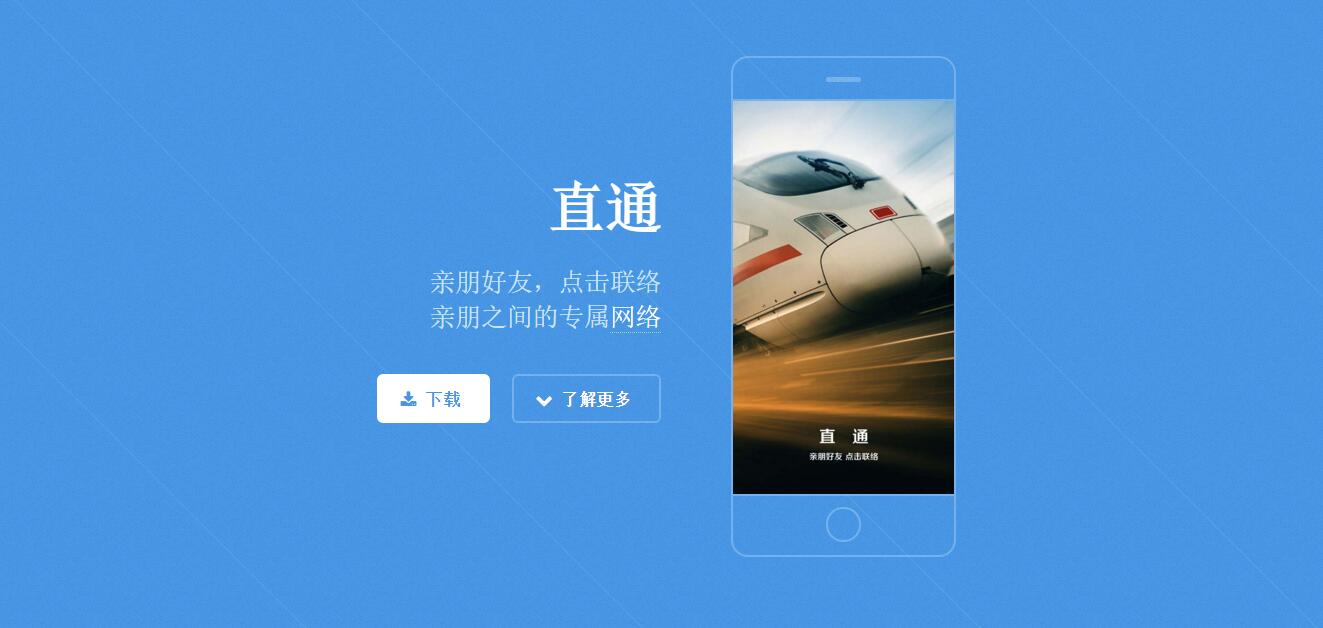 直通
亲朋好友，点击联络
亲朋之间的专属网络
下载
了解更多
直 通
亲朋好友 点击联络